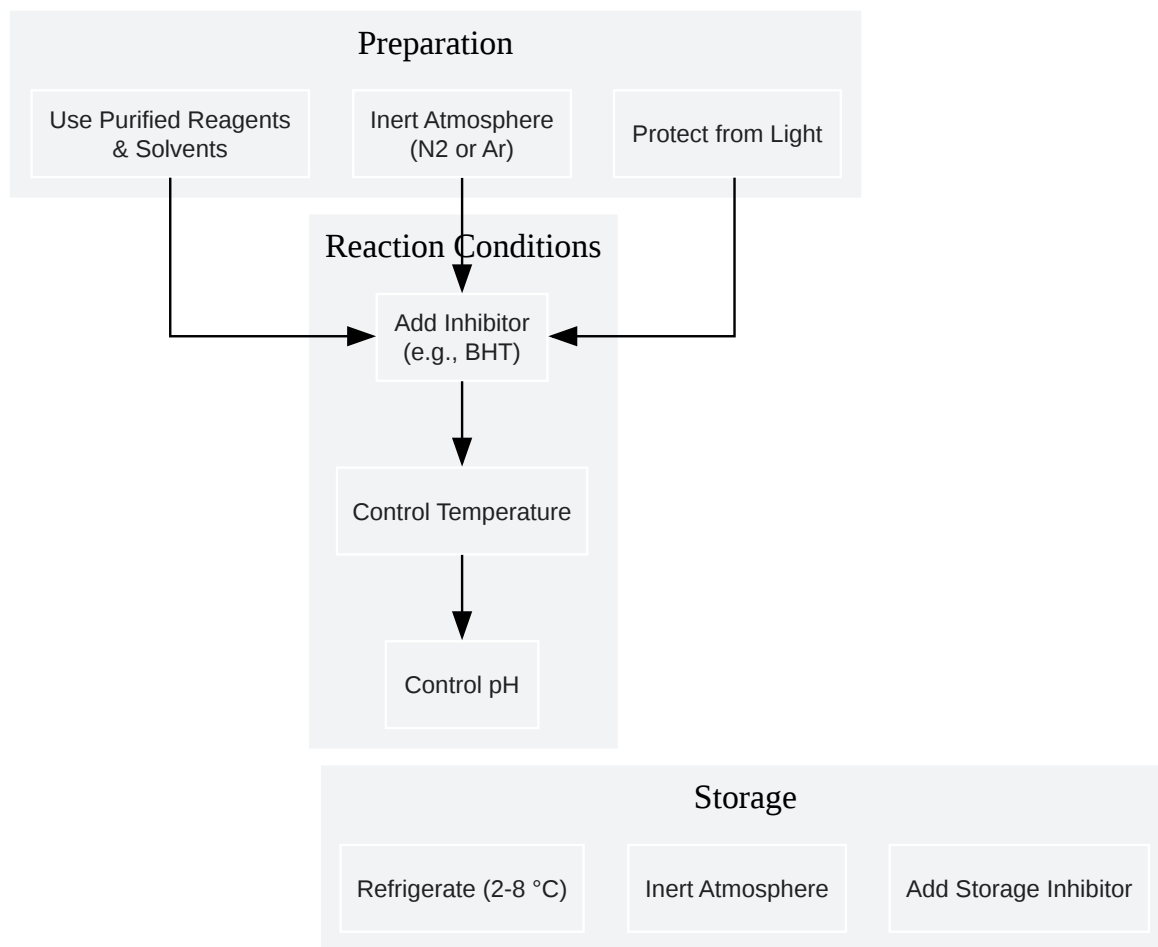 Preparation
Use Purified Reagents
& Solvents
Inert Atmosphere
(N2 or Ar)
Protect from Light
Reaction Conditions
Add Inhibitor
(e.g., BHT)
Control Temperature
Control pH
Storage
Refrigerate (2-8 °C)
Inert Atmosphere
Add Storage Inhibitor